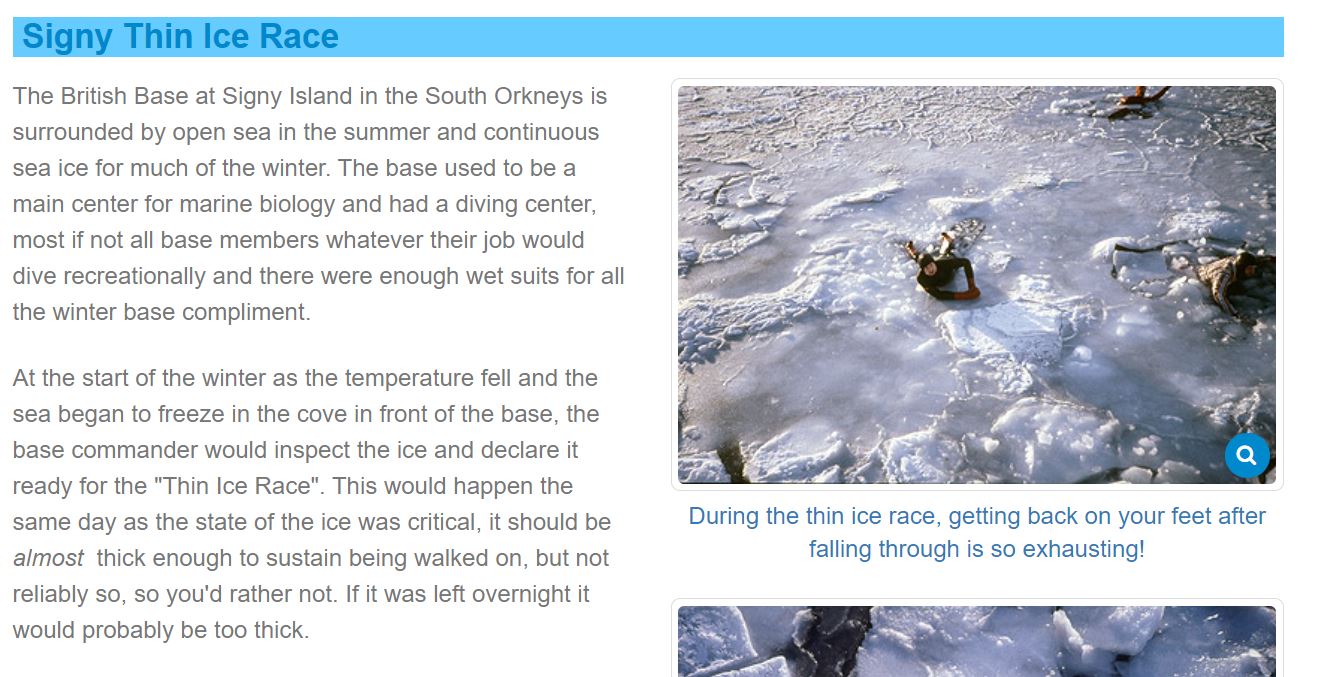 Signy Thin Ice Race
The British Base at Signy Island in the South Orkneys is
surrounded by open sea in the summer and continuous
sea ice for much of the winter. The base used to be a
main center for marine biology and had a diving center,
most if not all base members whatever their job would
dive recreationally and there were enough wet suits for all
the winter base compliment.
At the start of the winter as the temperature fell and the
sea began to freeze in the cove in front of the base, the
base commander would inspect the ice and declare it
ready for the "Thin Ice Race". This would happen the
same day as the state of the ice was critical, it should be
almost thick enough to sustain being walked on, but not
reliably so, so you'd rather not. If it was left overnight it
would probably be too thick.
During the thin ice race, getting back on your feet after
falling through is so exhausting!